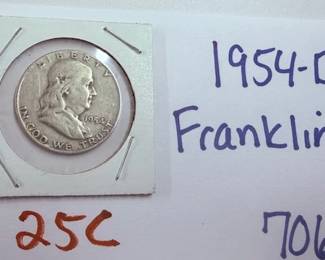 LIBERTY
1954
IN GOD WE TRUST
1954-D
Franklin
25C
706